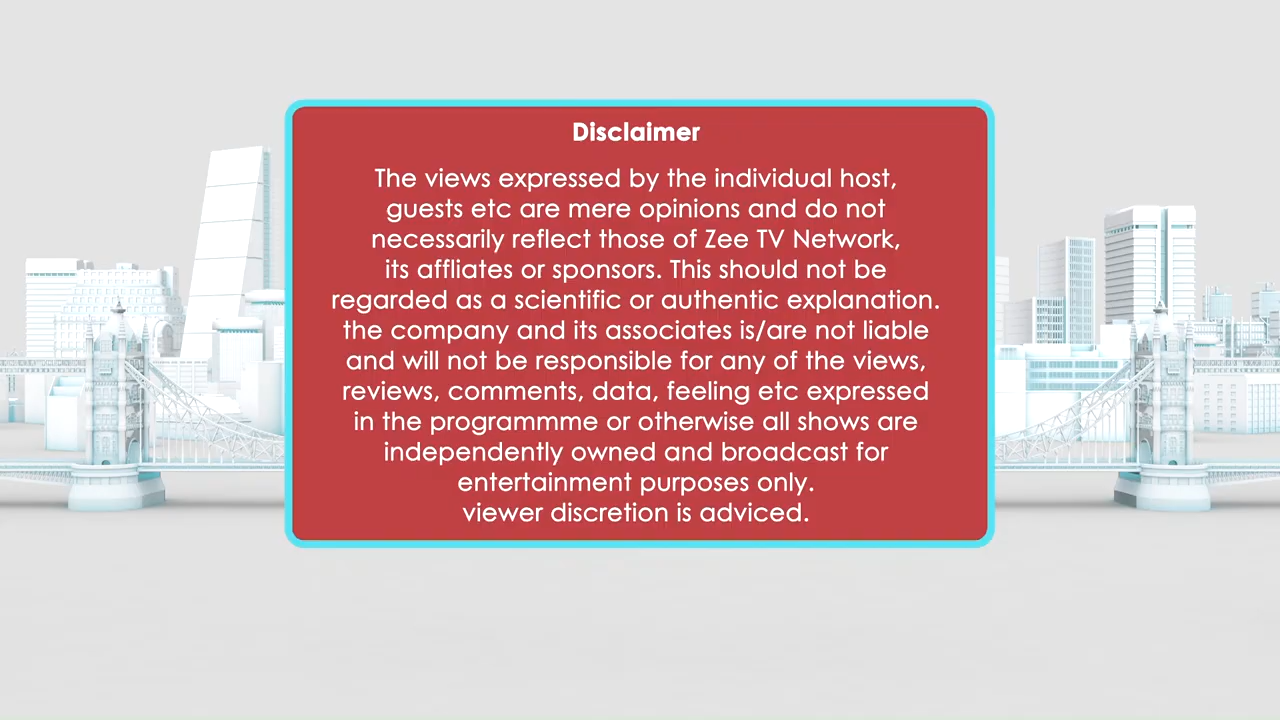 Disclaimer
The views expressed by the individual host,
guests etc are mere opinions and do not
necessarily reflect those of Zee TV Network,
its affliates or sponsors. This should not be
regarded as a scientific or authentic explanation.
the company and its associates is/are not liable
and will not be responsible for any of the views,
reviews, comments, data, feeling etc expressed
in the programmme or otherwise all shows are
independently owned and broadcast for
entertainment purposes only.
viewer discretion is adviced.